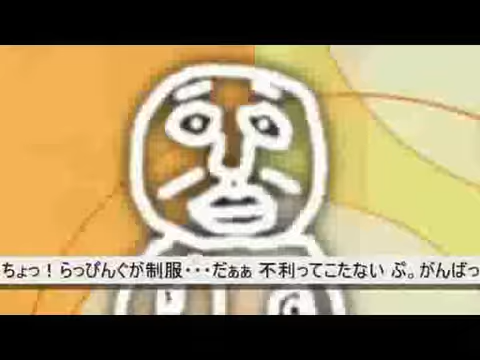 ちょっ！らっぴんぐが制服･･･だぁぁ 不利ってこたない ぷ。がんばっ